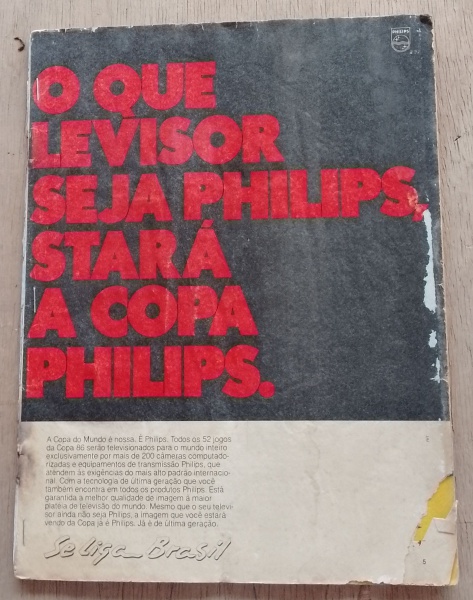 PHILIPS
O QUE
LEVISOR
SEJA PHILIPS,
STARÁ
A COPA
PHILIPS.
A Copa do Mundo é nossa. É Philips. Todos os 52 jogos
da Copa 86 serão televisionados para o mundo inteiro
exclusivamente por mais de 200 câmeras computado-
rizadas e equipamentos de transmissão Philips, que
atendem às exigências do mais alto padrão internacio-
nal. Com a tecnologia de última geração que você
também encontra em todos os produtos Philips. Está
garantida a melhor qualidade de imagem à maior
platéia de televisão do mundo. Mesmo que o seu televi-
sor ainda não seja Philips, a imagem que você estará
vendo da Copa já é Philips. Já é de última geração.
Se liga Brasil